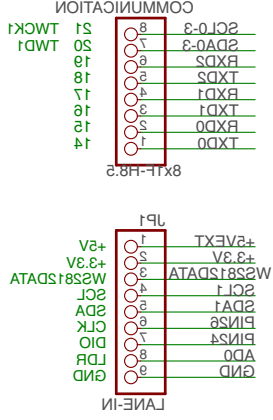 COMMUNICATION
SCL0-3 8 21 TWCK1
SDA0-3 7 20 TWD1
RXD2 6 19
TXD2 5 18
RXD1 4 17
TXD1 3 16
RXD0 2 15
TXD0 1 14
8x1F-H8.5
JP1
+5VEXT 1 +5V
V3.3V 2 +3.3V
WS2812DATA 3 WS2812DATA
SCL1 4 SCL
SDA1 5 SDA
PIN26 6 CLK
PIN24 7 DIO
AD0 8 LDR
GND 9 GND
LANE-IN